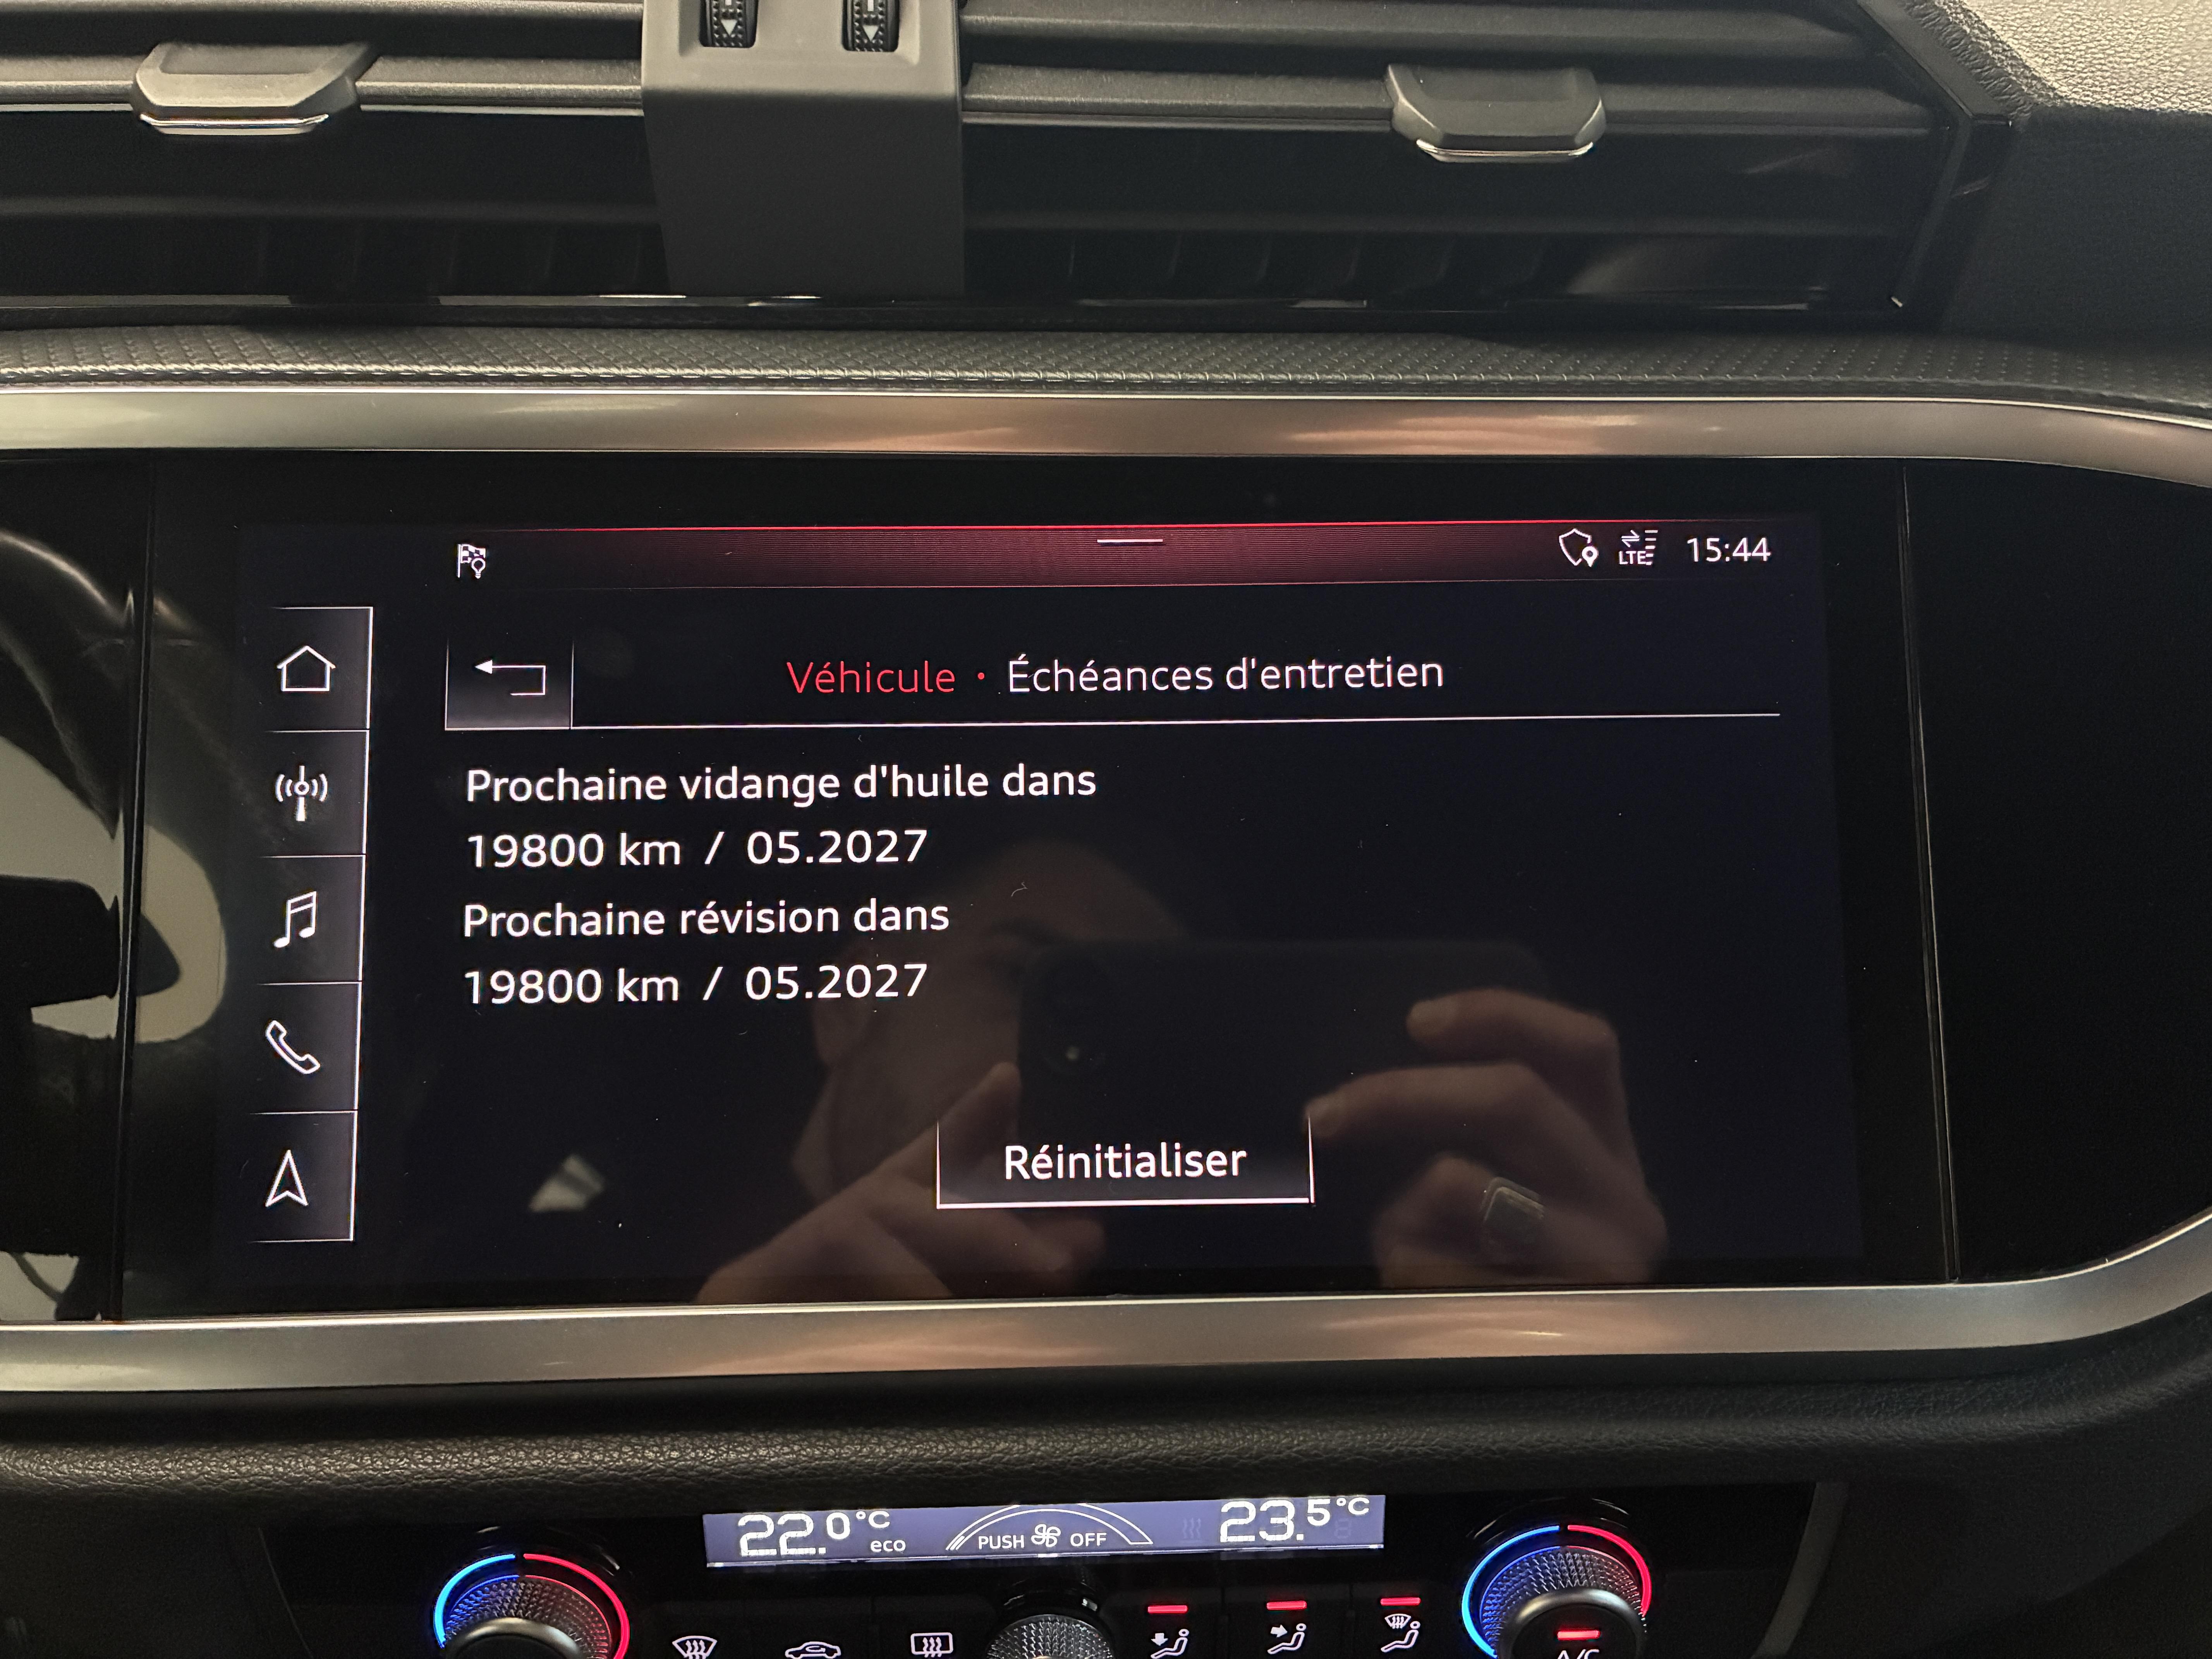 15:44
LTE
Véhicule · Échéances d'entretien
Prochaine vidange d'huile dans
19800 km / 05.2027
Prochaine révision dans
19800 km / 05.2027
Réinitialiser
22.0°C
eco
PUSH OFF
23.5°C
A/C